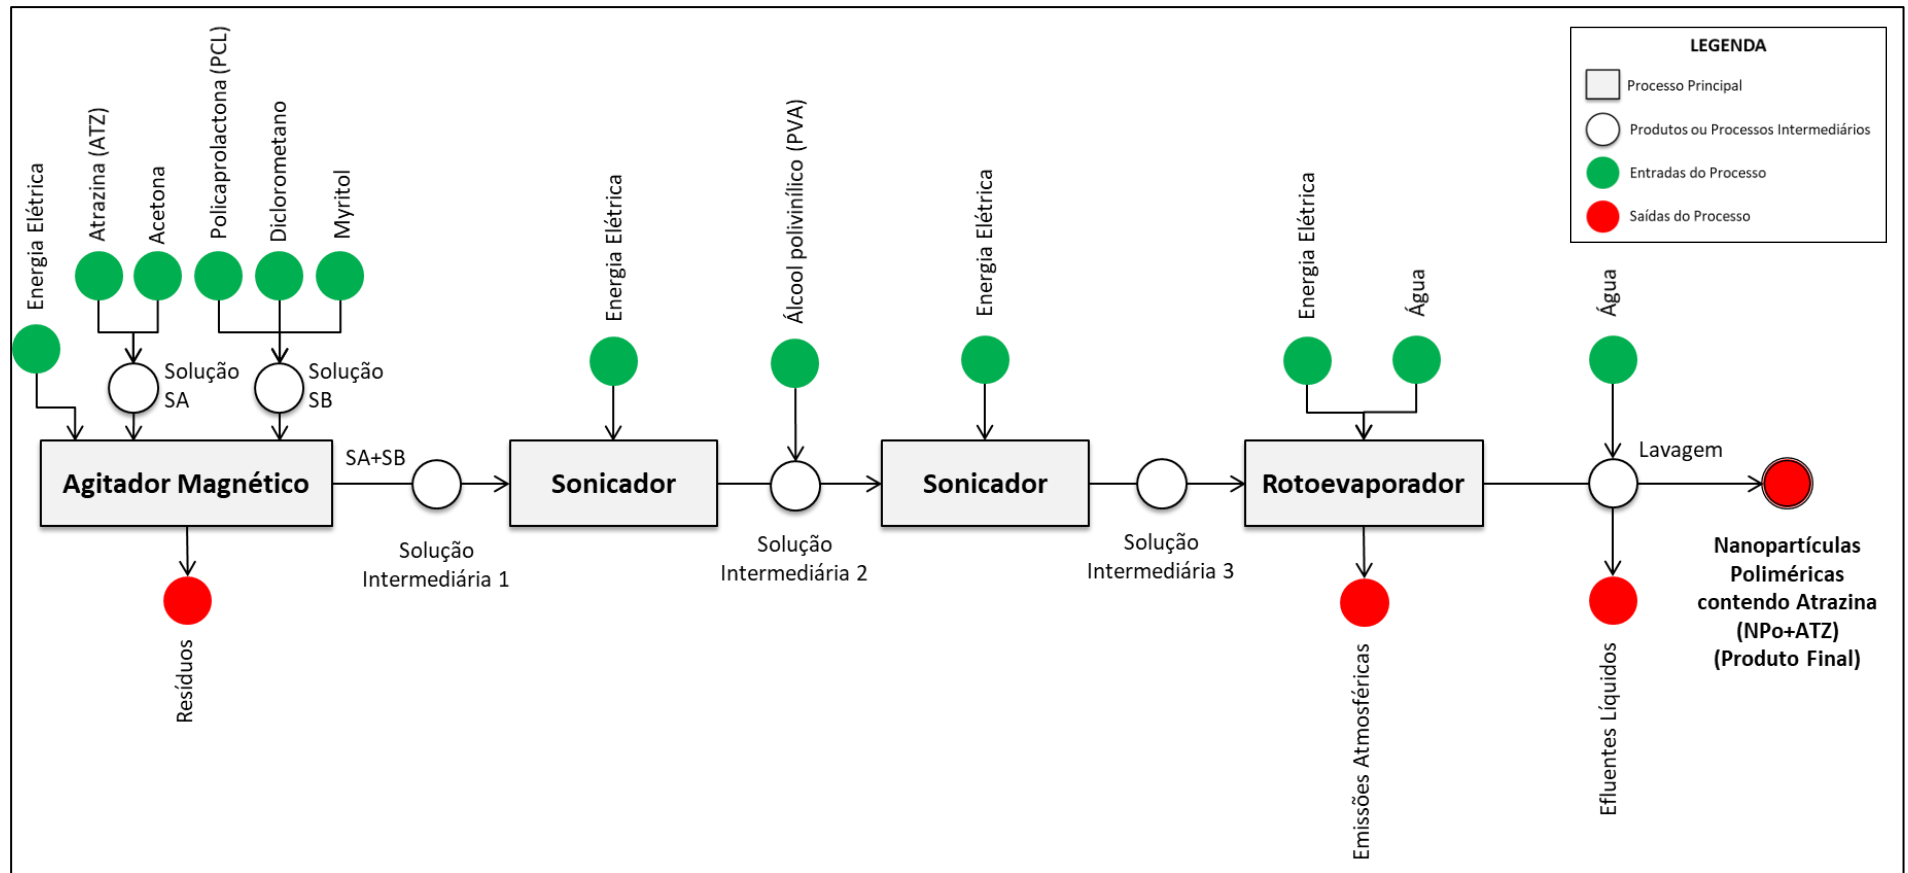 LEGENDA
Processo Principal
Produtos ou Processos Intermediários
Entradas do Processo
Saídas do Processo
Energia Elétrica
Atrazina (ATZ)
Acetona
Policaprolactona (PCL)
Diclorometano
Myritol
Energia Elétrica
Álcool polivinílico (PVA)
Energia Elétrica
Energia Elétrica
Água
Água
Solução
SA
Solução
SB
Agitador Magnético
SA+SB
Sonicador
Sonicador
Rotoevaporador
Lavagem
Solução
Intermediária 1
Solução
Intermediária 2
Solução
Intermediária 3
Nanopartículas
Poliméricas
contendo Atrazina
(NPo+ATZ)
(Produto Final)
Resíduos
Emissões Atmosféricas
Efluentes Líquidos